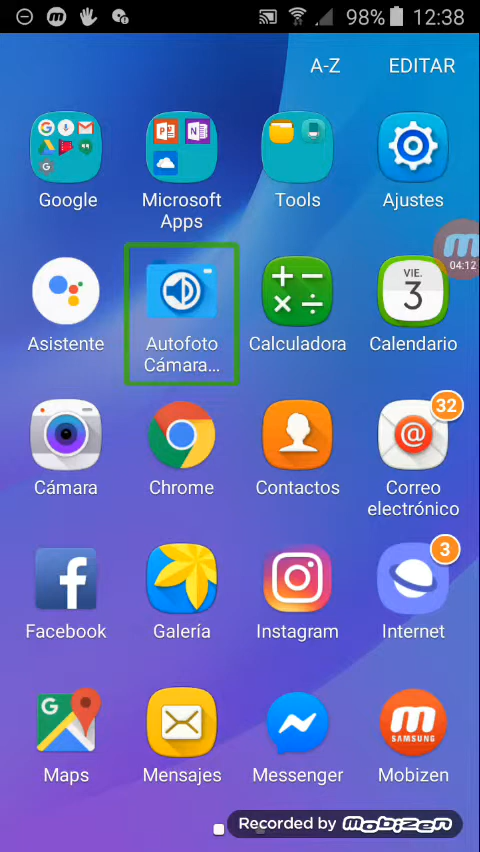 98% 12:38
A-Z EDITAR
Google
Microsoft
Apps
Tools
Ajustes
04:12
VIE.
3
Asistente
Autofoto
Cámara...
Calculadora
Calendario
32
Cámara
Chrome
Contactos
Correo
electrónico
3
Facebook
Galería
Instagram
Internet
SAMSUNG
Maps
Mensajes
Messenger
Mobizen
Recorded by mobizen